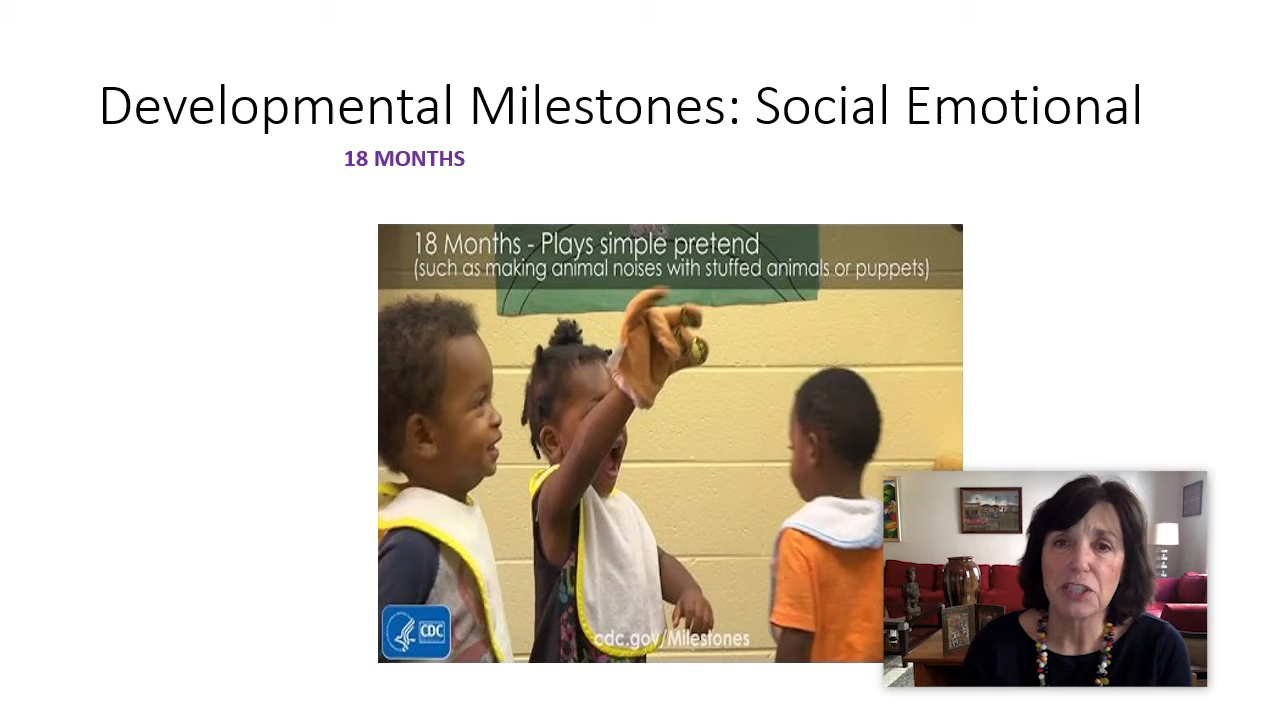 Developmental Milestones: Social Emotional
18 MONTHS
18 Months - Plays simple pretend
(such as making animal noises with stuffed animals or puppets)
CDC
cdc.gov/Milestones